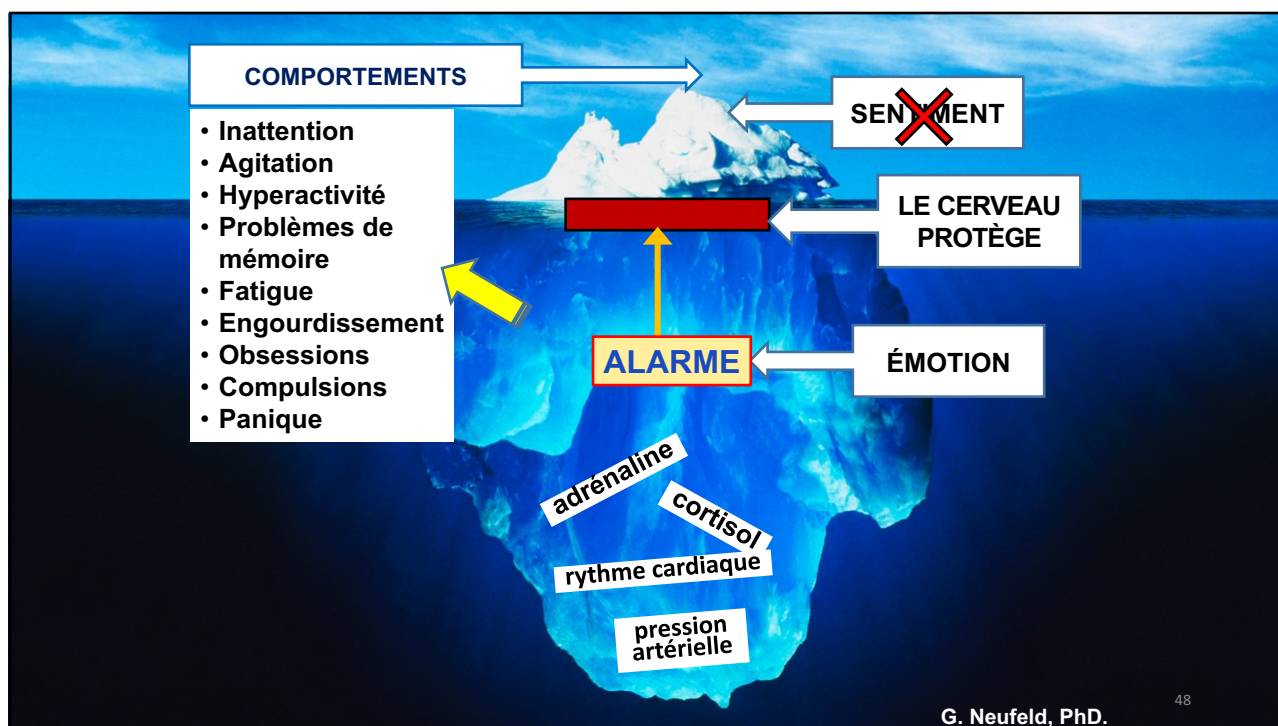 COMPORTEMENTS
• Inattention
• Agitation
• Hyperactivité
• Problèmes de
mémoire
• Fatigue
• Engourdissement
• Obsessions
• Compulsions
• Panique
SENTIMENT
LE CERVEAU
PROTÈGE
ALARME
ÉMOTION
adrénaline
cortisol
rythme cardiaque
pression
artérielle
48
G. Neufeld, PhD.